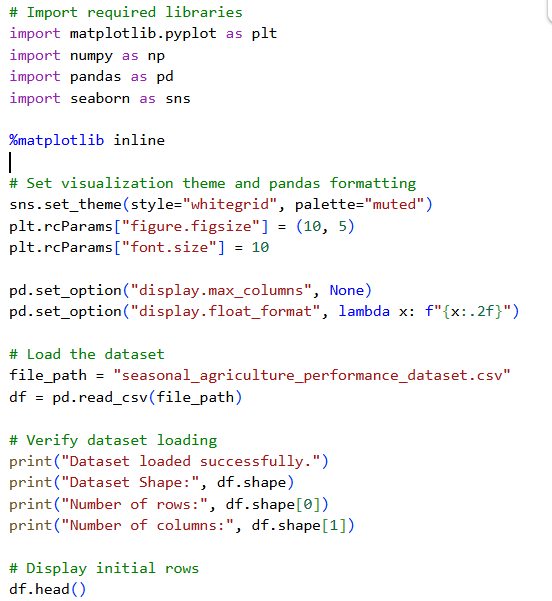 # Import required libraries
import matplotlib.pyplot as plt
import numpy as np
import pandas as pd
import seaborn as sns
%matplotlib inline
# Set visualization theme and pandas formatting
sns.set_theme(style="whitegrid", palette="muted")
plt.rcParams["figure.figsize"] = (10, 5)
plt.rcParams["font.size"] = 10
pd.set_option("display.max_columns", None)
pd.set_option("display.float_format", lambda x: f"{x:.2f}")
# Load the dataset
file_path = "seasonal_agriculture_performance_dataset.csv"
df = pd.read_csv(file_path)
# Verify dataset loading
print("Dataset loaded successfully.")
print("Dataset Shape:", df.shape)
print("Number of rows:", df.shape[0])
print("Number of columns:", df.shape[1])
# Display initial rows
df.head()